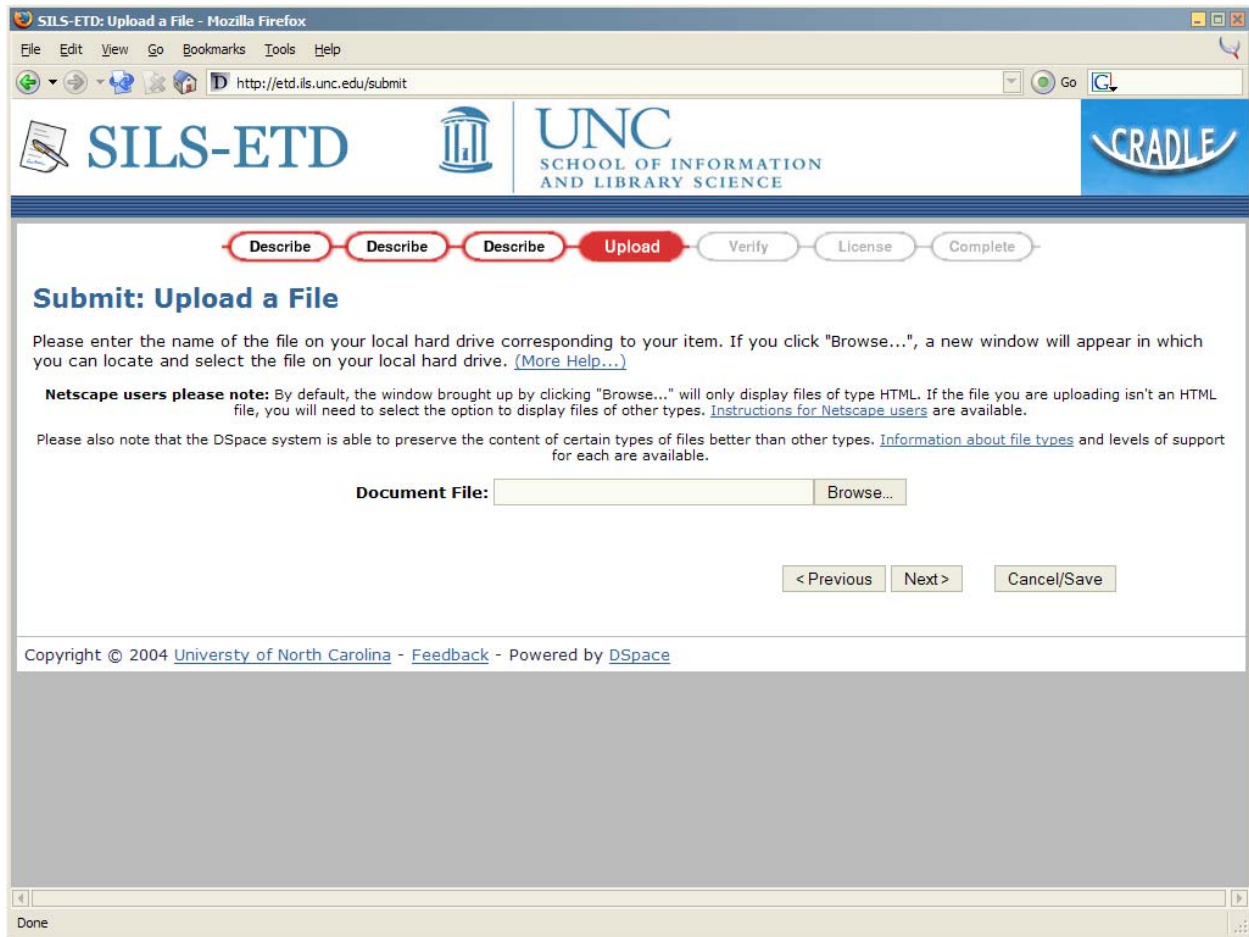 SILS-ETD: Upload a File - Mozilla Firefox
File Edit View Go Bookmarks Tools Help
D http://etd.ils.unc.edu/submit Go G
SILS-ETD
UNC
SCHOOL OF INFORMATION
AND LIBRARY SCIENCE
CRADLE
Describe Describe Describe Upload Verify License Complete
Submit: Upload a File
Please enter the name of the file on your local hard drive corresponding to your item. If you click "Browse...", a new window will appear in which
you can locate and select the file on your local hard drive. (More Help...)
Netscape users please note: By default, the window brought up by clicking "Browse..." will only display files of type HTML. If the file you are uploading isn't an HTML
file, you will need to select the option to display files of other types. Instructions for Netscape users are available.
Please also note that the DSpace system is able to preserve the content of certain types of files better than other types. Information about file types and levels of support
for each are available.
Document File: Browse...
< Previous Next > Cancel/Save
Copyright © 2004 Universty of North Carolina - Feedback - Powered by DSpace
Done